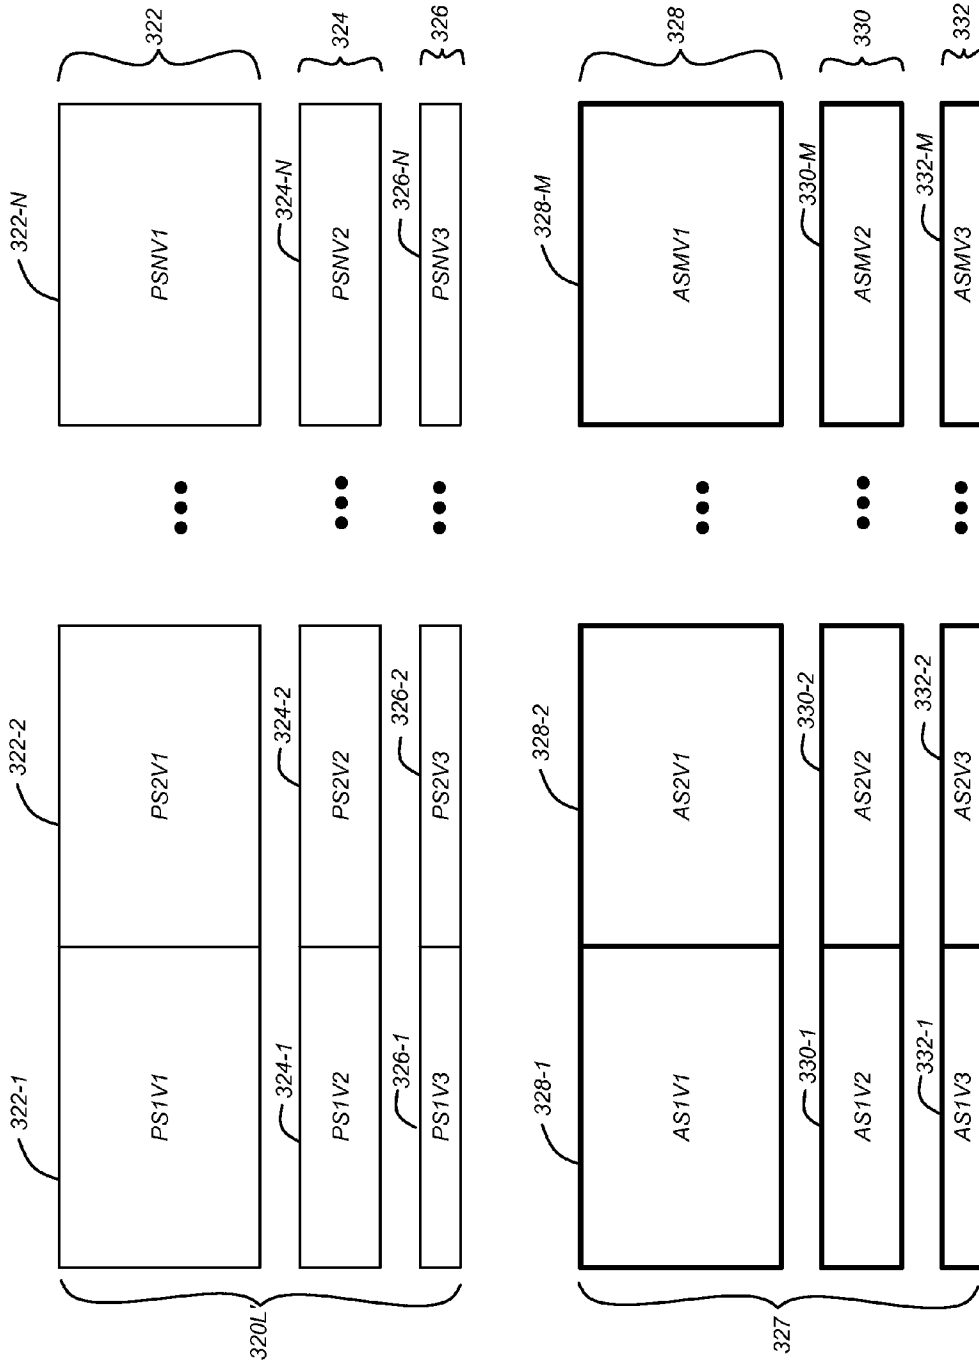 322-1
322-2
322-N
PS1V1
PS2V1
PSNV1
322
320L
324-1
324-2
324-N
PS1V2
PS2V2
PSNV2
324
326-1
326-2
326-N
PS1V3
PS2V3
PSNV3
326
328-1
328-2
328-M
AS1V1
AS2V1
ASMV1
328
327
330-1
330-2
330-M
AS1V2
AS2V2
ASMV2
330
332-1
332-2
332-M
AS1V3
AS2V3
ASMV3
332